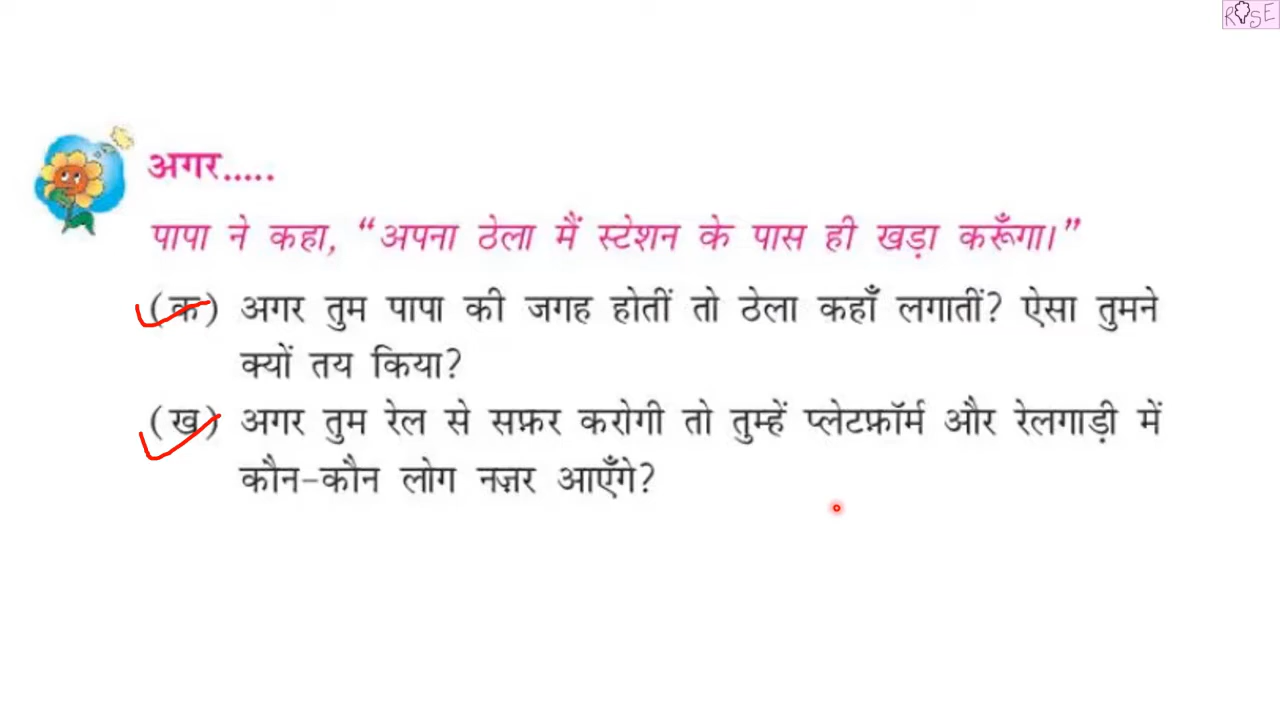 ROSE
अगर.....
पापा ने कहा, “अपना ठेला मैं स्टेशन के पास ही खड़ा करूँगा।”
(क) अगर तुम पापा की जगह होतीं तो ठेला कहाँ लगातीं? ऐसा तुमने
क्यों तय किया?
(ख) अगर तुम रेल से सफ़र करोगी तो तुम्हें प्लेटफ़ॉर्म और रेलगाड़ी में
कौन-कौन लोग नज़र आएँगे?